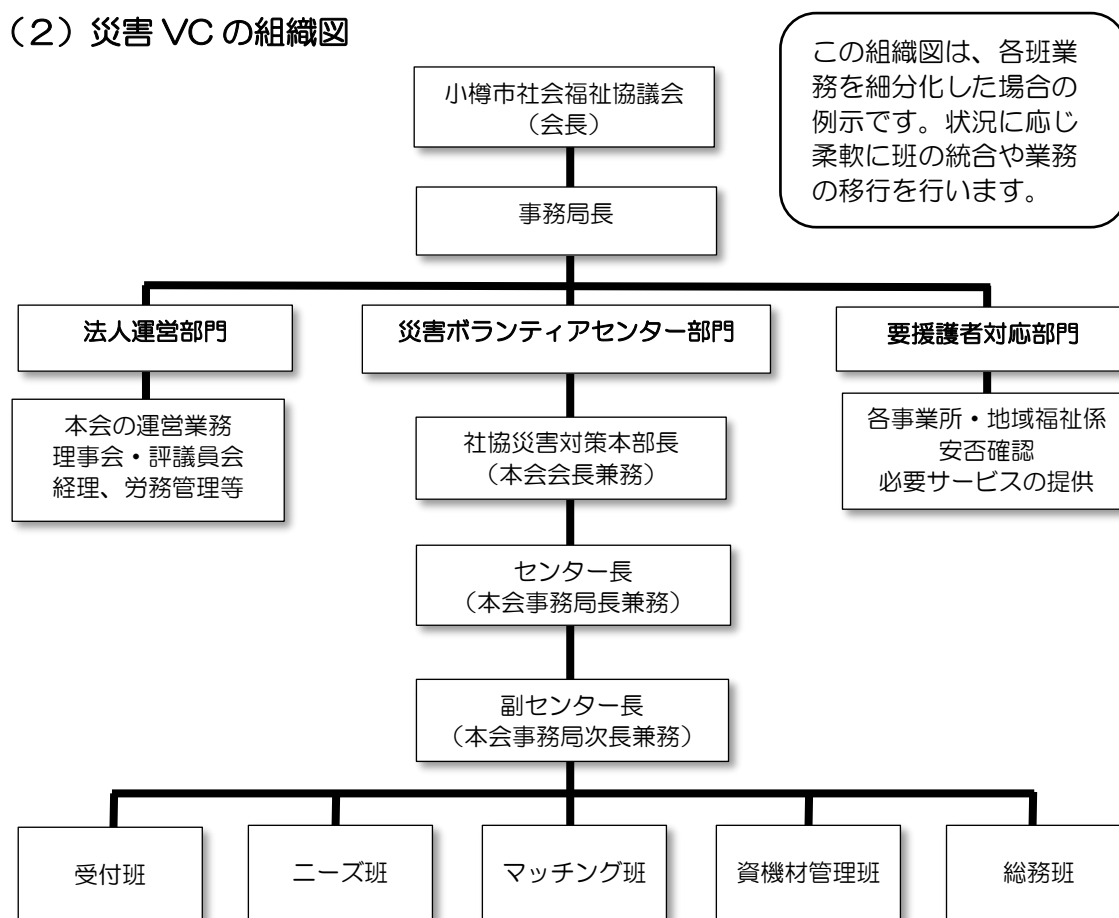 （２）災害 VC の組織図
この組織図は、各班業
務を細分化した場合の
例示です。状況に応じ
柔軟に班の統合や業務
の移行を行います。
小樽市社会福祉協議会
（会長）
事務局長
法人運営部門
災害ボランティアセンター部門
要援護者対応部門
本会の運営業務
理事会・評議員会
経理、労務管理等
社協災害対策本部長
（本会会長兼務）
各事業所・地域福祉係
安否確認
必要サービスの提供
センター長
（本会事務局長兼務）
副センター長
（本会事務局次長兼務）
受付班
ニーズ班
マッチング班
資機材管理班
総務班